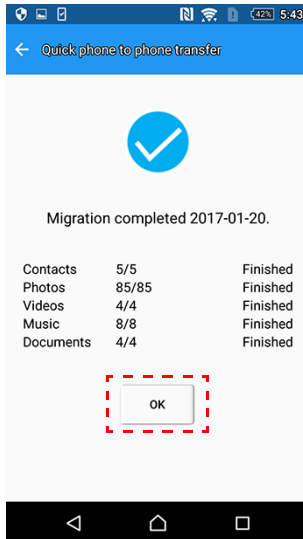 42% 5:43
Quick phone to phone transfer
Migration completed 2017-01-20.
Contacts 5/5 Finished
Photos 85/85 Finished
Videos 4/4 Finished
Music 8/8 Finished
Documents 4/4 Finished
OK